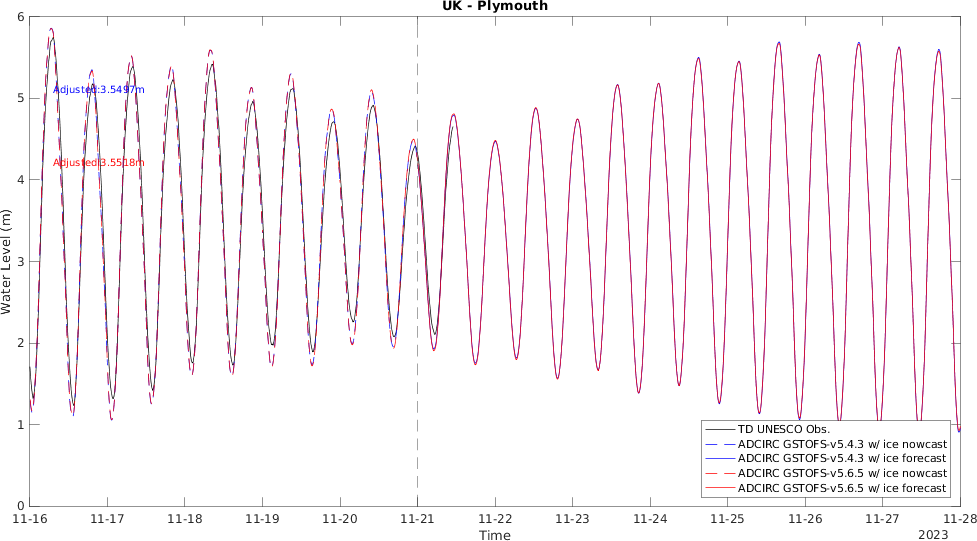 UK - Plymouth
6
5
4
3
2
1
0
Water Level (m)
Adjusted:3.5497m
Adjusted:3.5518m
TD UNESCO Obs.
ADCIRC GSTOFS-v5.4.3 w/ ice nowcast
ADCIRC GSTOFS-v5.4.3 w/ ice forecast
ADCIRC GSTOFS-v5.6.5 w/ ice nowcast
ADCIRC GSTOFS-v5.6.5 w/ ice forecast
11-16 11-17 11-18 11-19 11-20 11-21 11-22 11-23 11-24 11-25 11-26 11-27 11-28
Time
2023